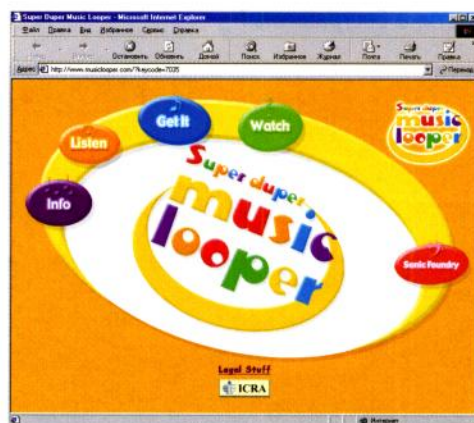 Super Duper Music Looper - Microsoft Internet Explorer
Файл Правка Вид Избранное Сервис Справка
Остановить Обновить Домой Поиск Избранное Журнал Почта Печать Правка
Адрес http://www.musiclooper.com/?keycode=7035 Переход
Get It
Watch
Listen
Info
Super duper
music
looper
Super duper
music
looper
Sonic Foundry
Legal Stuff
ICRA
Интернет